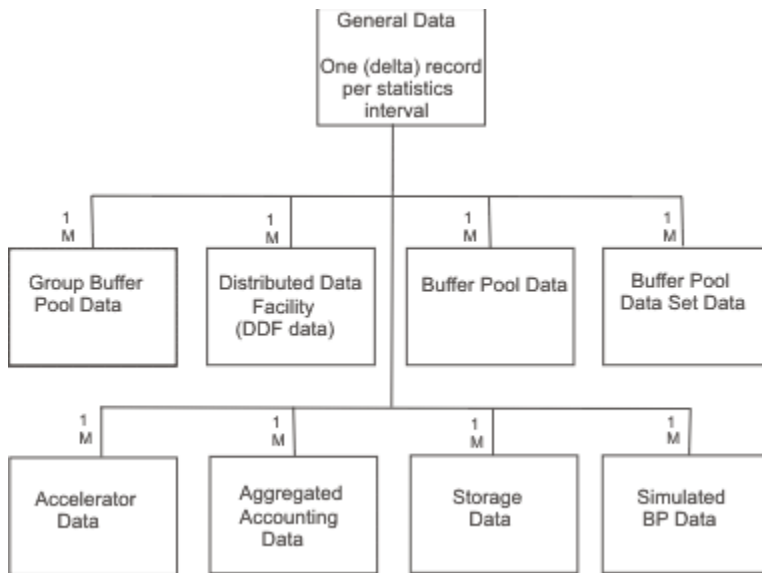 General Data
One (delta) record
per statistics
interval
1
M
1
M
1
M
1
M
Group Buffer
Pool Data
Distributed Data
Facility
(DDF data)
Buffer Pool Data
Buffer Pool
Data Set Data
1
M
1
M
1
M
1
M
Accelerator
Data
Aggregated
Accounting
Data
Storage
Data
Simulated
BP Data